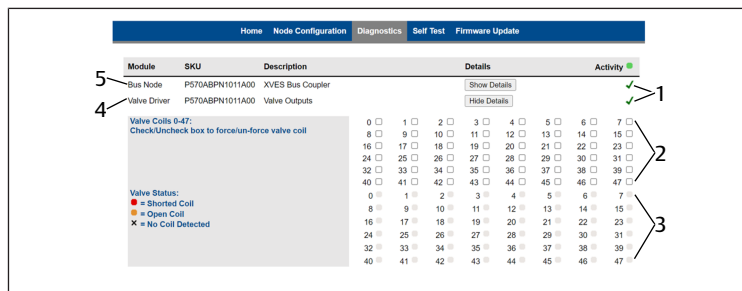 Home Node Configuration Diagnostics Self Test Firmware Update
Module SKU Description Details Activity
5 Bus Node P570ABPN1011A00 XVES Bus Coupler Show Details 1
4 Valve Driver P570ABPN1011A00 Valve Outputs Hide Details
Valve Coils 0-47: 0 1 2 3 4 5 6 7
Check/Uncheck box to force/un-force valve coil 8 9 10 11 12 13 14 15
16 17 18 19 20 21 22 23 2
24 25 26 27 28 29 30 31
32 33 34 35 36 37 38 39
40 41 42 43 44 45 46 47
Valve Status: 0 1 2 3 4 5 6 7
= Shorted Coil 8 9 10 11 12 13 14 15
= Open Coil 16 17 18 19 20 21 22 23 3
X = No Coil Detected 24 25 26 27 28 29 30 31
32 33 34 35 36 37 38 39
40 41 42 43 44 45 46 47